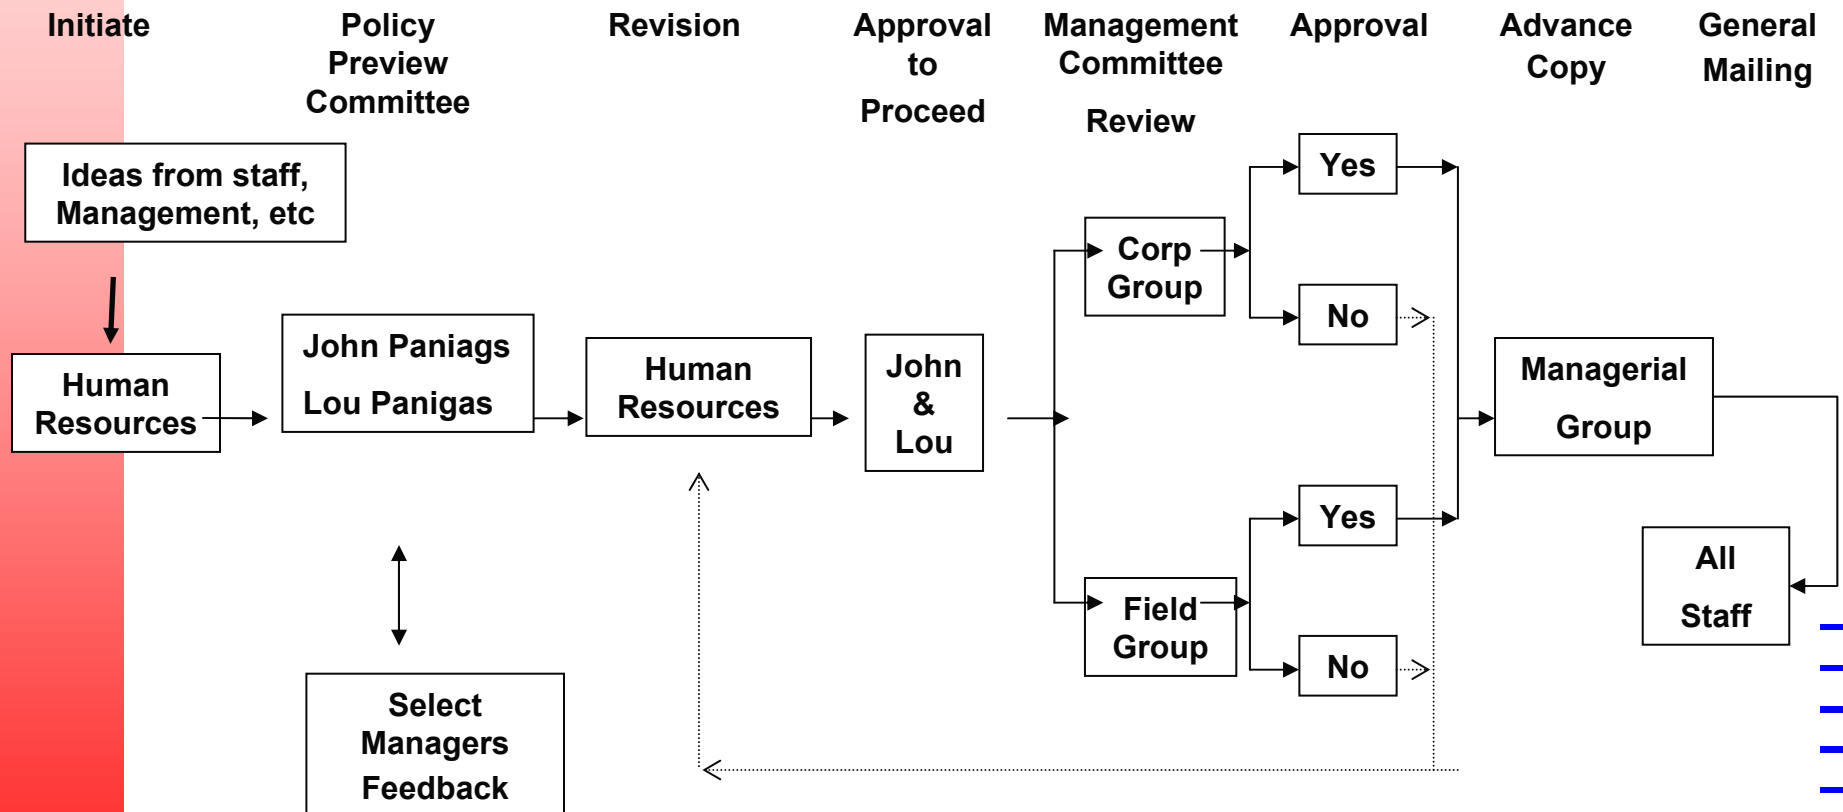 Initiate
Policy
Preview
Committee
Revision
Approval
to
Proceed
Management
Committee
Review
Approval
Advance
Copy
General
Mailing
Ideas from staff,
Management, etc
Human
Resources
John Paniags
Lou Panigas
Select
Managers
Feedback
Human
Resources
John
&
Lou
Corp
Group
Field
Group
Yes
No
Yes
No
Managerial
Group
All
Staff